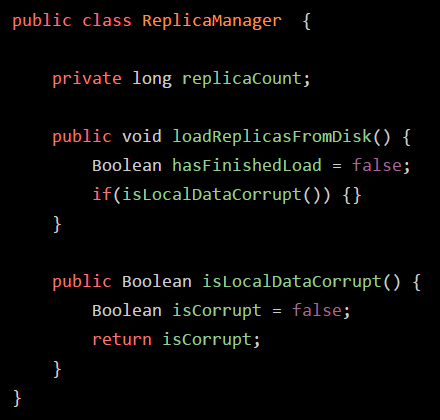 public class ReplicaManager  {
    private long replicaCount;
    public void loadReplicasFromDisk() {
        Boolean hasFinishedLoad = false;
        if(isLocalDataCorrupt()) {}
    }
    public Boolean isLocalDataCorrupt() {
        Boolean isCorrupt = false;
        return isCorrupt;
    }
}